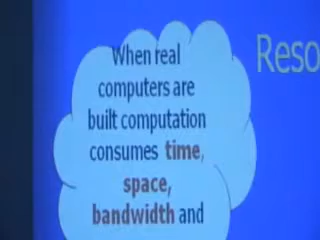 Reso
When real
computers are
built computation
consumes time,
space,
bandwidth and